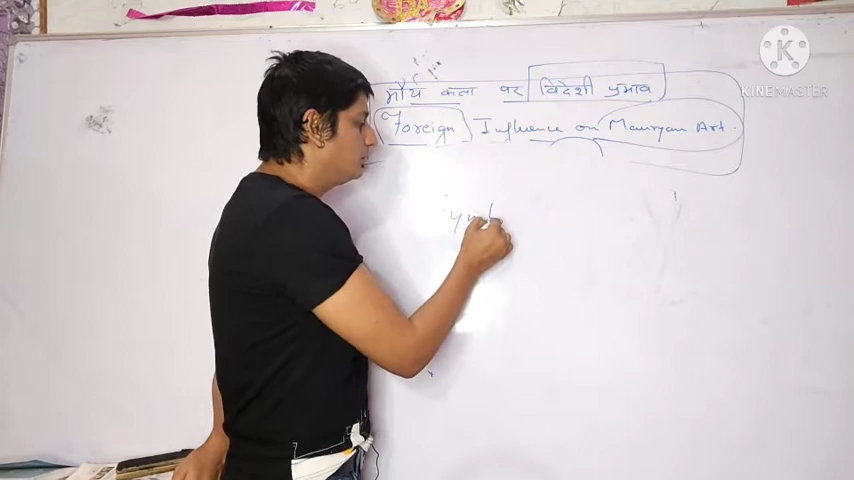 मौर्य कला पर विदेशी प्रभाव
Foreign Influence on Mauryan Art.
KINEMASTER